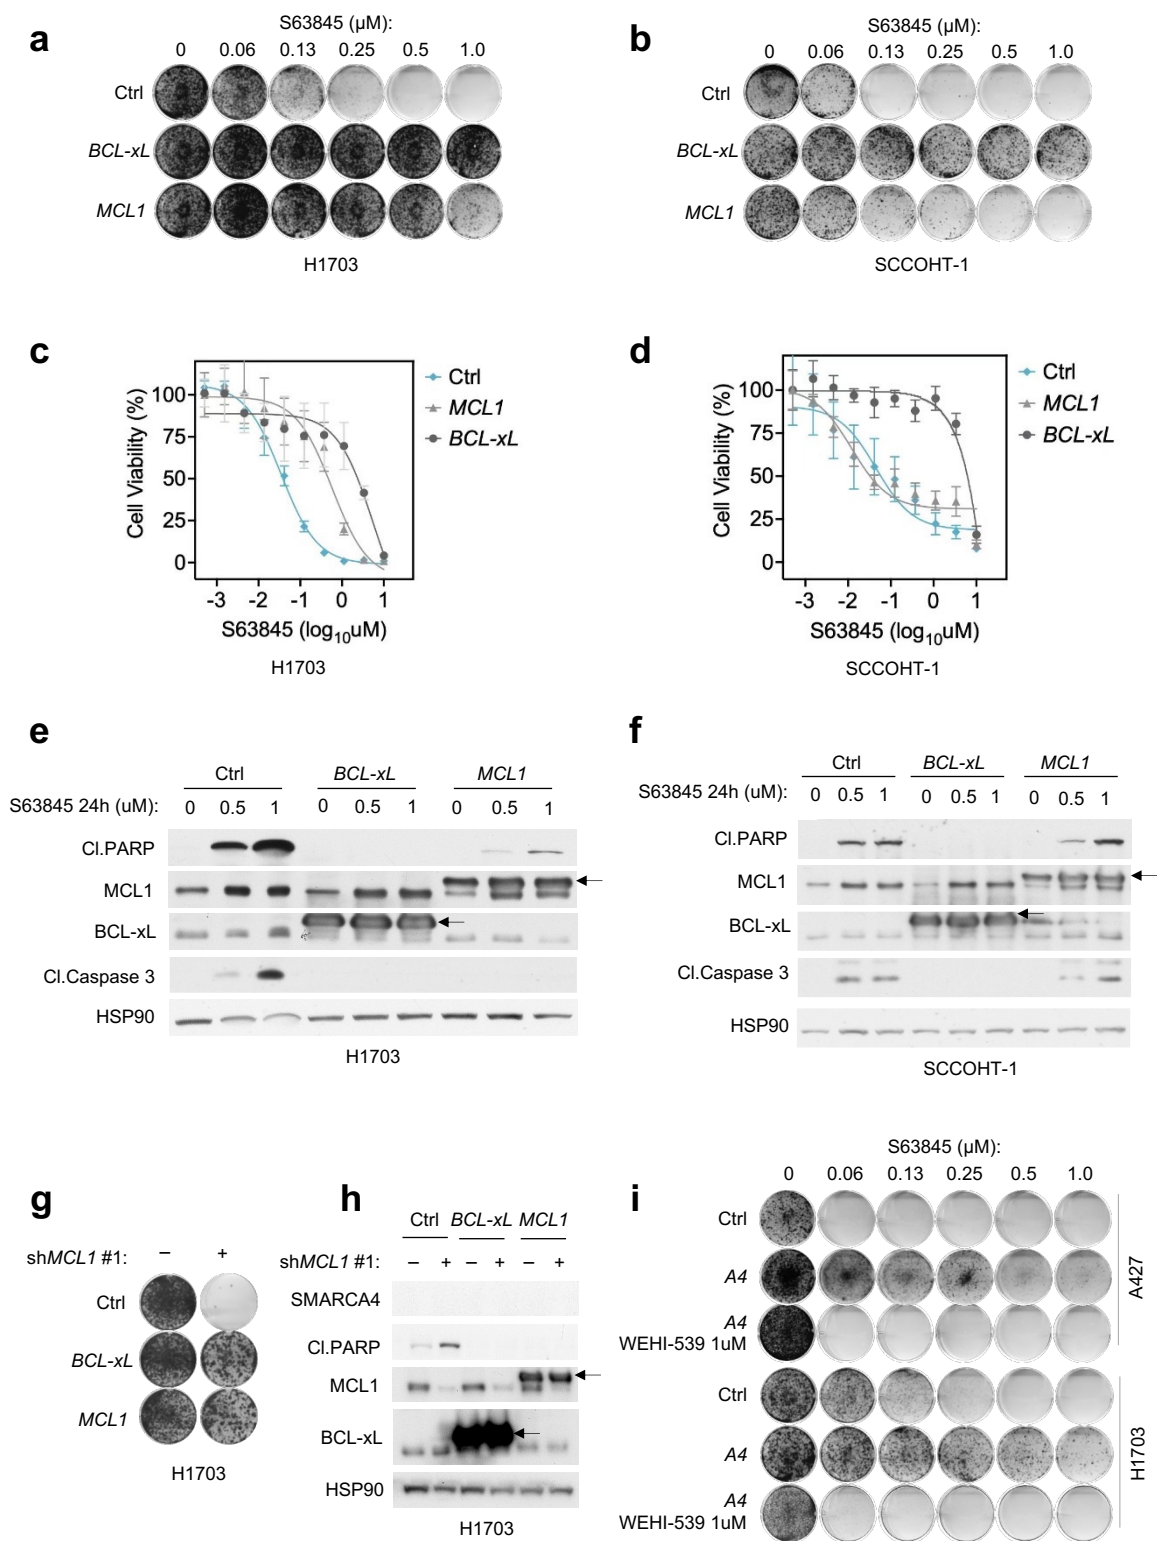 a
S63845 (µM):
0 0.06 0.13 0.25 0.5 1.0
Ctrl
BCL-xL
MCL1
H1703
b
S63845 (µM):
0 0.06 0.13 0.25 0.5 1.0
Ctrl
BCL-xL
MCL1
SCCOHT-1
c
Cell Viability (%)
100
75
50
25
0
-3 -2 -1 0 1
S63845 (log10uM)
Ctrl
MCL1
BCL-xL
H1703
d
Cell Viability (%)
100
75
50
25
0
-3 -2 -1 0 1
S63845 (log10uM)
Ctrl
MCL1
BCL-xL
SCCOHT-1
e
Ctrl BCL-xL MCL1
S63845 24h (uM): 0 0.5 1 0 0.5 1 0 0.5 1
Cl.PARP
MCL1
BCL-xL
Cl.Caspase 3
HSP90
H1703
f
Ctrl BCL-xL MCL1
S63845 24h (uM): 0 0.5 1 0 0.5 1 0 0.5 1
Cl.PARP
MCL1
BCL-xL
Cl.Caspase 3
HSP90
SCCOHT-1
g
shMCL1 #1: – +
Ctrl
BCL-xL
MCL1
H1703
h
Ctrl BCL-xL MCL1
shMCL1 #1: – + – + – +
SMARCA4
Cl.PARP
MCL1
BCL-xL
HSP90
H1703
i
S63845 (µM):
0 0.06 0.13 0.25 0.5 1.0
Ctrl
A4
A4
WEHI-539 1uM
A427
Ctrl
A4
A4
WEHI-539 1uM
H1703